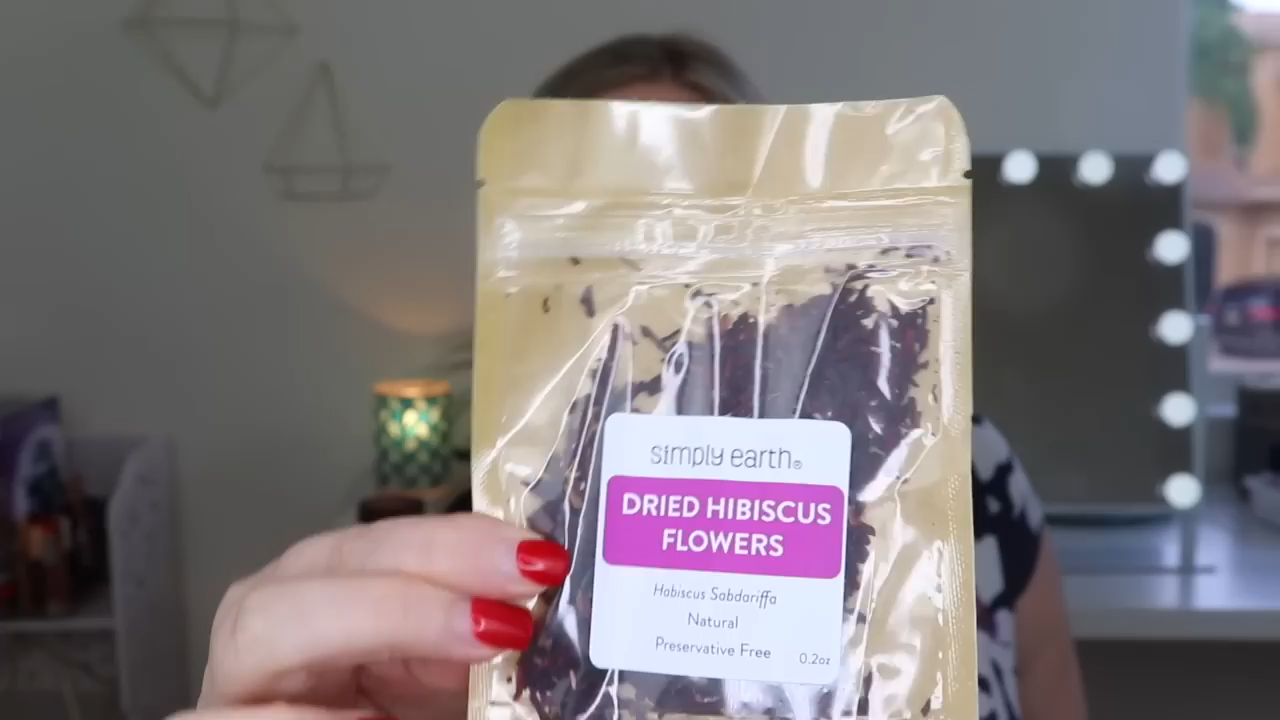 simply earth®
DRIED HIBISCUS
FLOWERS
Habiscus Sabdariffa
Natural
Preservative Free
0.2oz